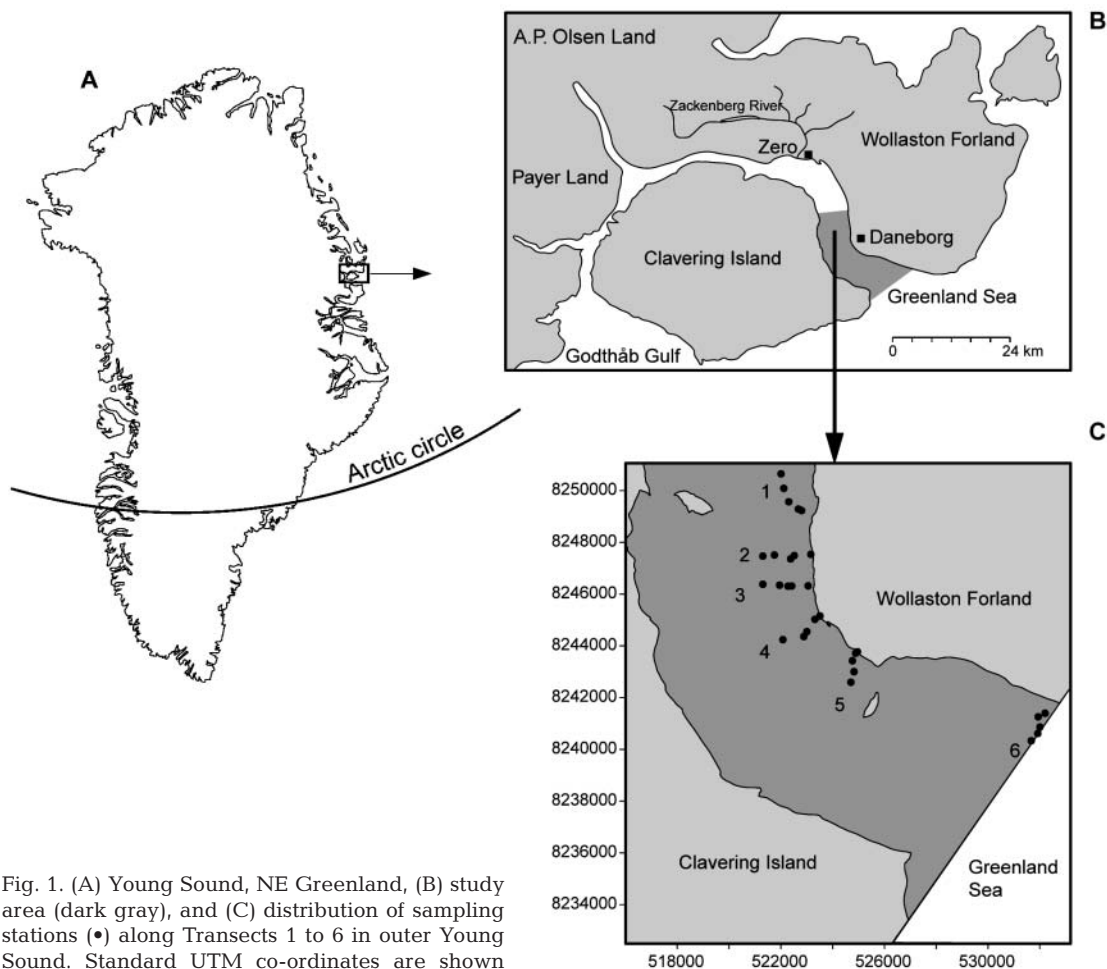 A
Arctic circle
B
A.P. Olsen Land
Zackenberg River
Zero
Wollaston Forland
Payer Land
Daneborg
Clavering Island
Greenland Sea
Godthåb Gulf
0 24 km
C
8250000
8248000
8246000
8244000
8242000
8240000
8238000
8236000
8234000
1
2
3
4
5
6
Wollaston Forland
Clavering Island
Greenland
Sea
518000 522000 526000 530000
Fig. 1. (A) Young Sound, NE Greenland, (B) study
area (dark gray), and (C) distribution of sampling
stations (•) along Transects 1 to 6 in outer Young
Sound. Standard UTM co-ordinates are shown